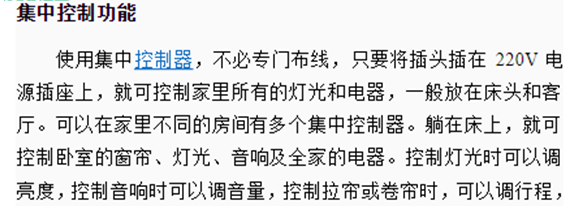 集中控制功能
使用集中控制器，不必专门布线，只要将插头插在 220V 电
源插座上，就可控制家里所有的灯光和电器，一般放在床头和客
厅。可以在家里不同的房间有多个集中控制器。躺在床上，就可
控制卧室的窗帘、灯光、音响及全家的电器。控制灯光时可以调
亮度，控制音响时可以调音量，控制拉帘或卷帘时，可以调行程，